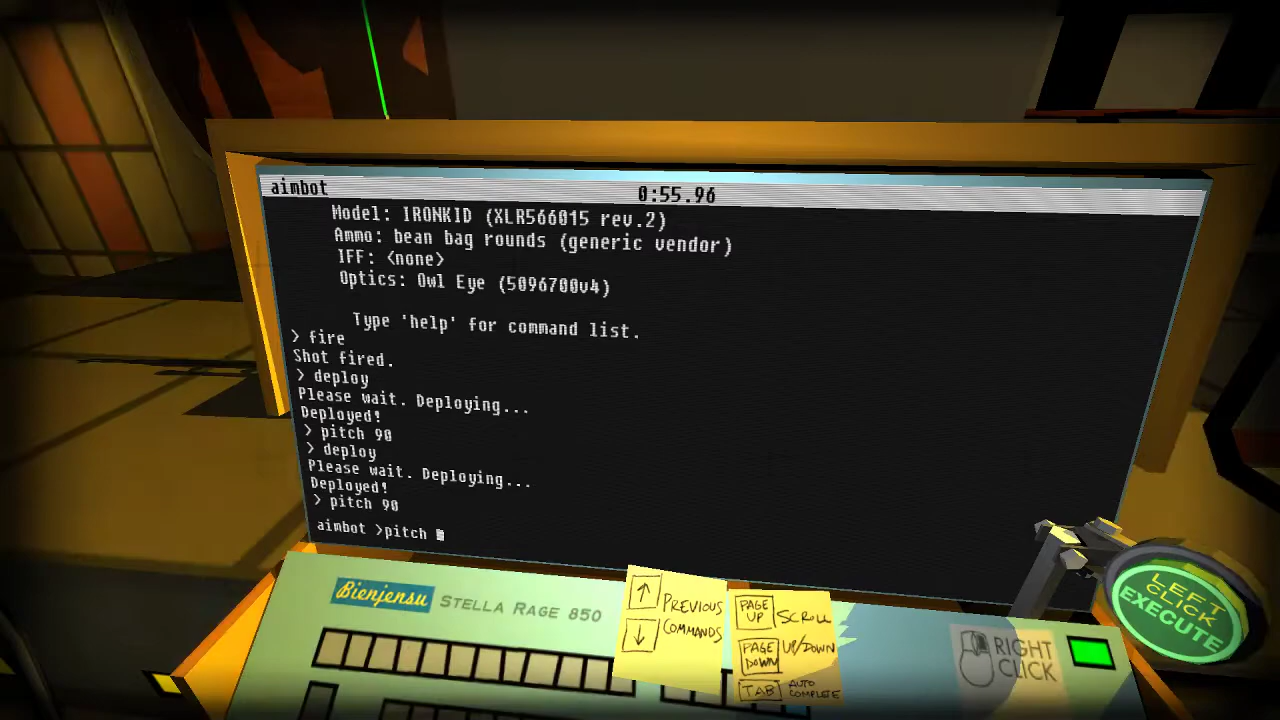 aimbot 0:55.96
Model: IRONKID (XLR566015 rev.2)
Ammo: bean bag rounds (generic vendor)
IFF: <none>
Optics: Owl Eye (5096700v4)
Type 'help' for command list.
> fire
Shot fired.
> deploy
Please wait. Deploying...
Deployed!
> pitch 90
> deploy
Please wait. Deploying...
Deployed!
> pitch 90
aimbot >pitch
Bienjensu STELLA RAGE 850
↑ PREVIOUS
↓ COMMANDS
PAGE UP SCROLL
PAGE DOWN UP/DOWN
TAB AUTO COMPLETE
RIGHT CLICK
LEFT CLICK
EXECUTE